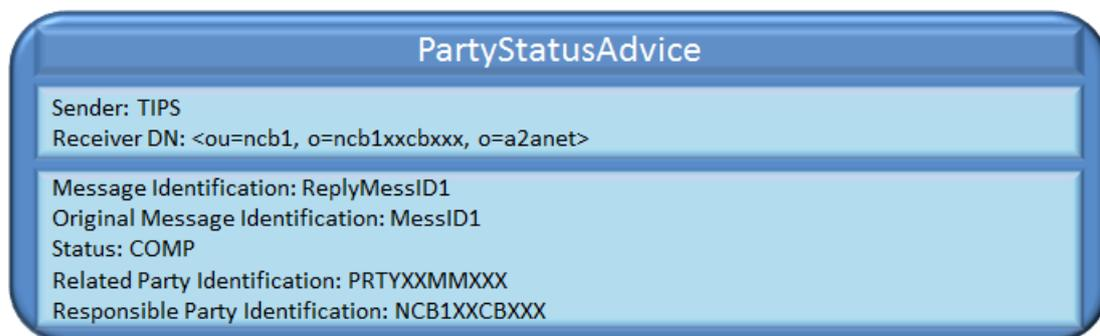 PartyStatusAdvice
Sender: TIPS
Receiver DN: <ou=ncb1, o=ncb1xxcbxxx, o=a2anet>
Message Identification: ReplyMessID1
Original Message Identification: MessID1
Status: COMP
Related Party Identification: PRTYXXMMXXX
Responsible Party Identification: NCB1XXCBXXX